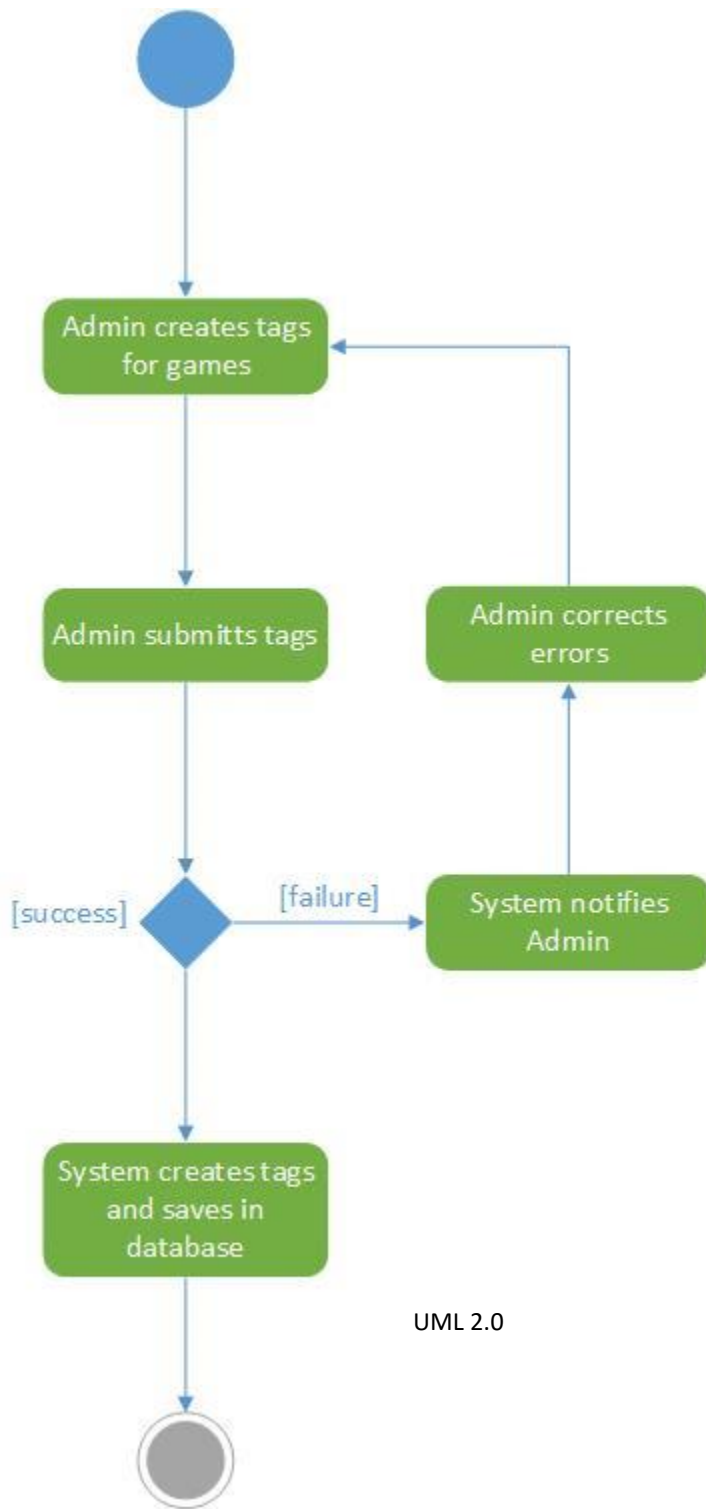 Admin creates tags
for games
Admin submitts tags
Admin corrects
errors
[success]
[failure]
System notifies
Admin
System creates tags
and saves in
database
UML 2.0